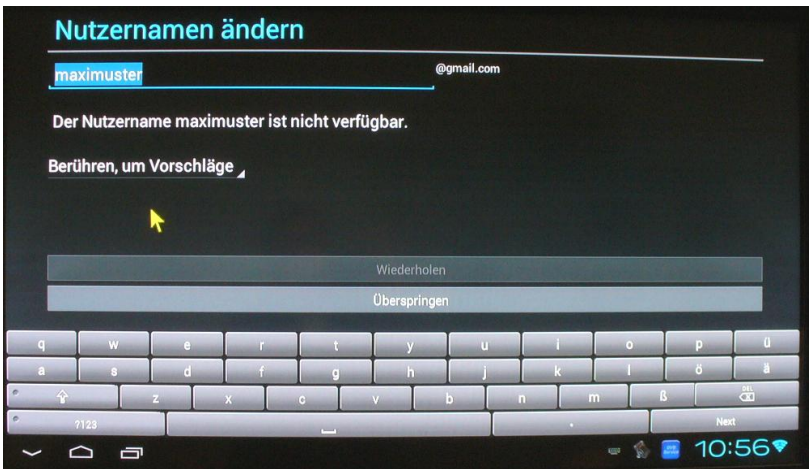 Nutzernamen ändern
maximuster @gmail.com
Der Nutzername maximuster ist nicht verfügbar.
Berühren, um Vorschläge
Wiederholen
Überspringen
q w e r t y u i o p ü
a s d f g h j k l ö ä
z x c v b n m ß DEL
?123 . Next
10:56